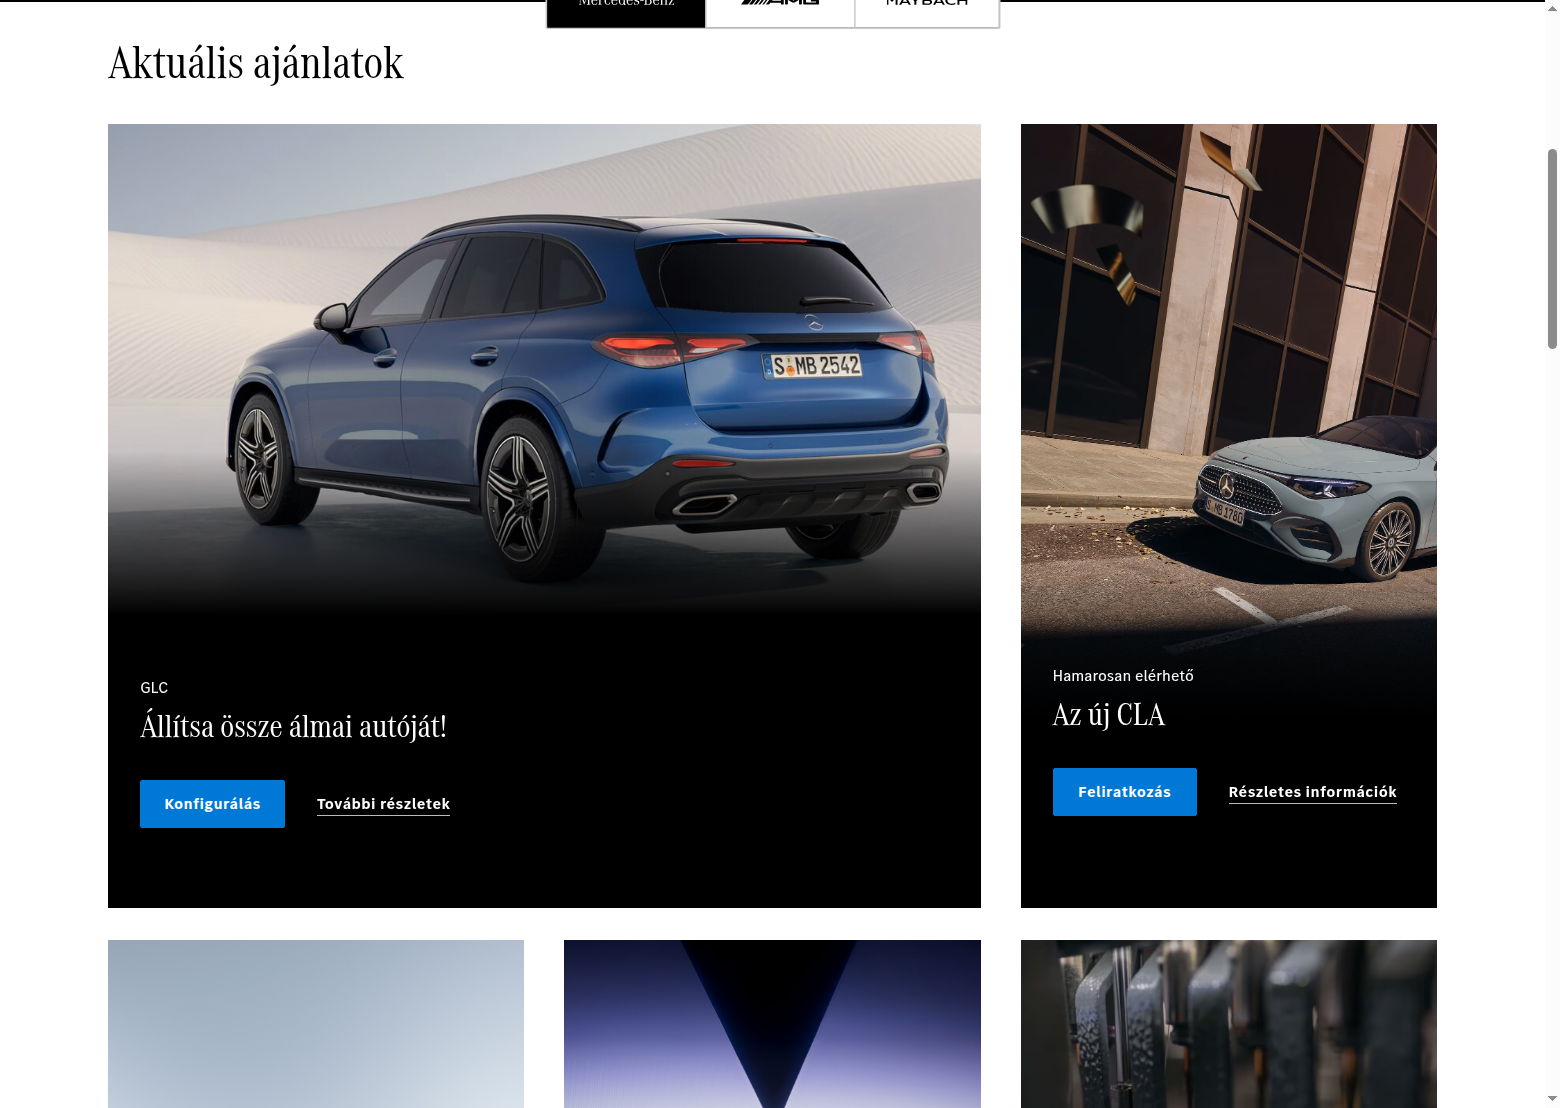 Mercedes-Benz
AMG
MAYBACH
Aktuális ajánlatok
S MB 2542
S MB 1780
GLC
Állítsa össze álmai autóját!
Konfigurálás
További részletek
Hamarosan elérhető
Az új CLA
Feliratkozás
Részletes információk